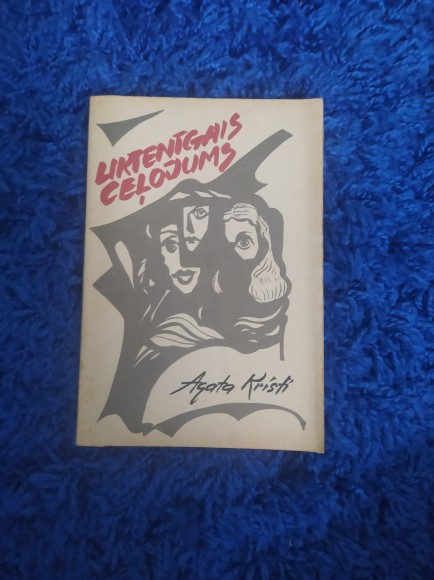 LIKTENĪGAIS
CEĻOJUMS
Agata Kristi